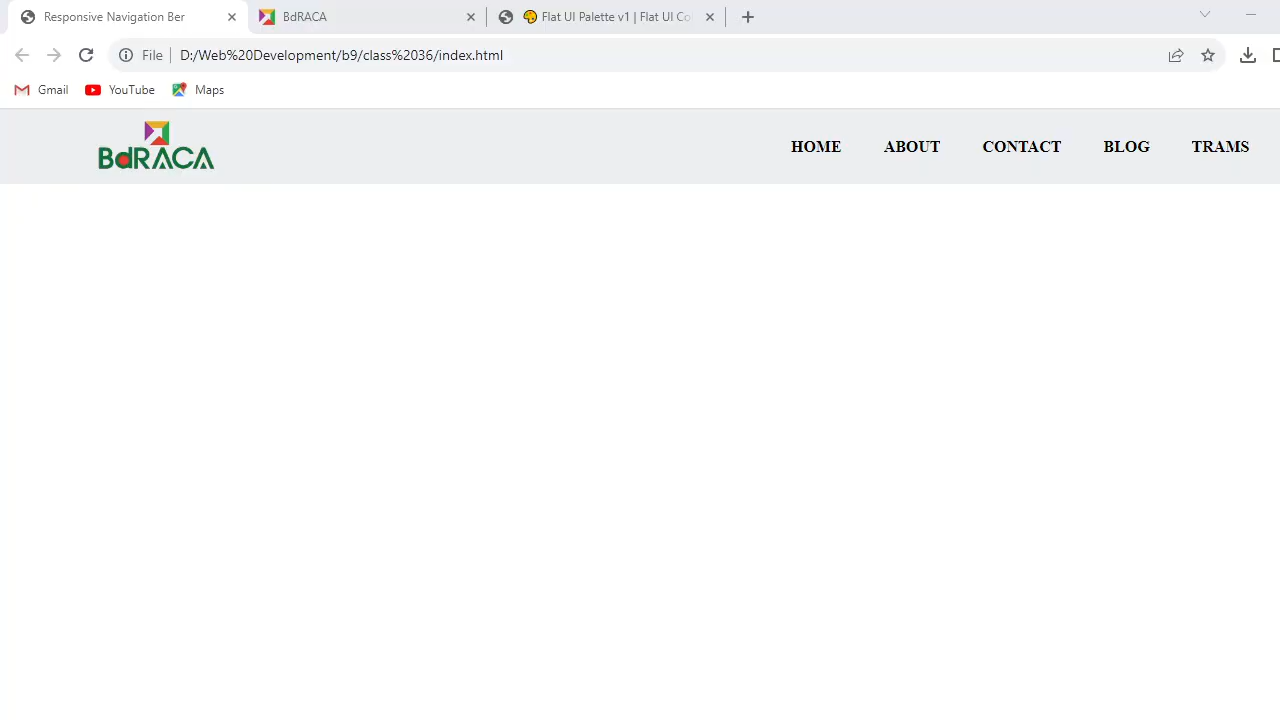 Responsive Navigation Ber
BdRACA
Flat UI Palette v1 | Flat UI Co
File
D:/Web%20Development/b9/class%2036/index.html
Gmail
YouTube
Maps
BdRACA
HOME
ABOUT
CONTACT
BLOG
TRAMS